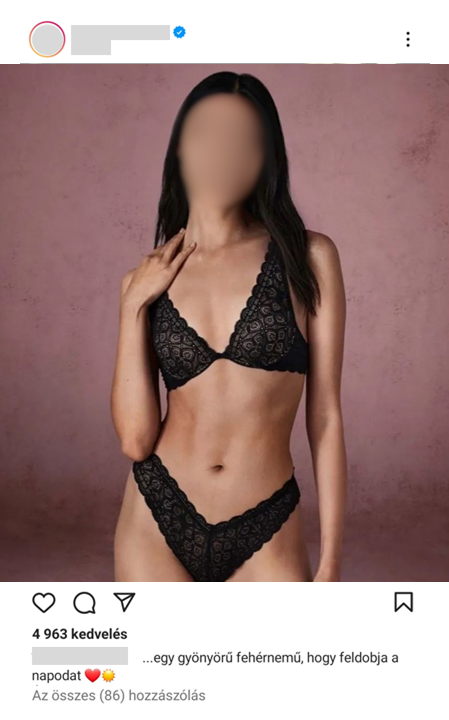 4 963 kedvelés
...egy gyönyörű fehérnemű, hogy feldobja a
napodat ❤️☀️
Az összes (86) hozzászólás